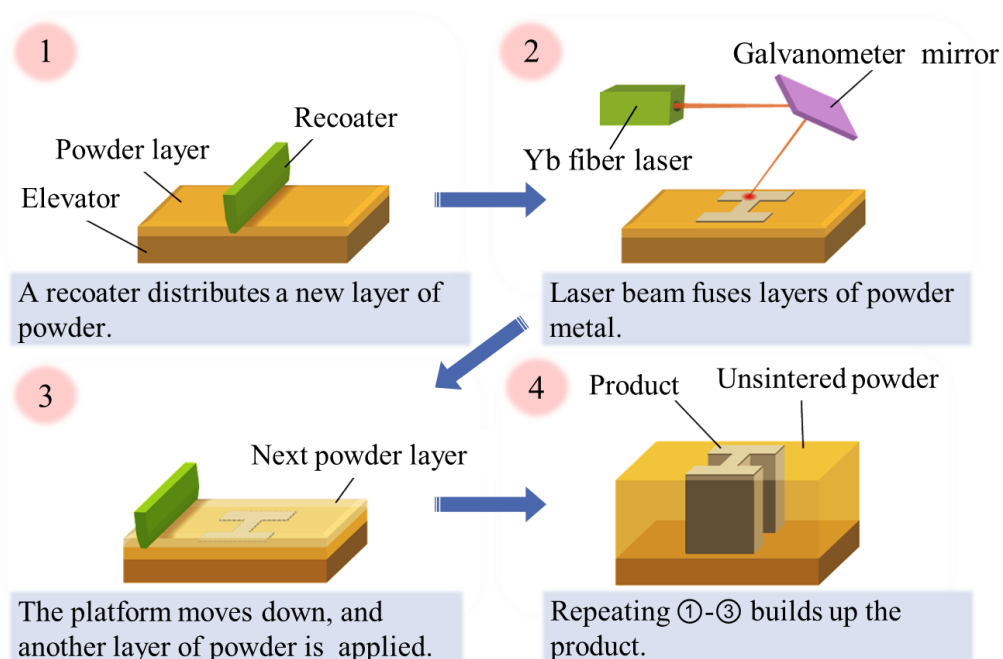 1
Recoater
Powder layer
Elevator
A recoater distributes a new layer of
powder.
2
Galvanometer mirror
Yb fiber laser
Laser beam fuses layers of powder
metal.
3
Next powder layer
The platform moves down, and
another layer of powder is applied.
4
Product
Unsintered powder
Repeating ①-③ builds up the
product.